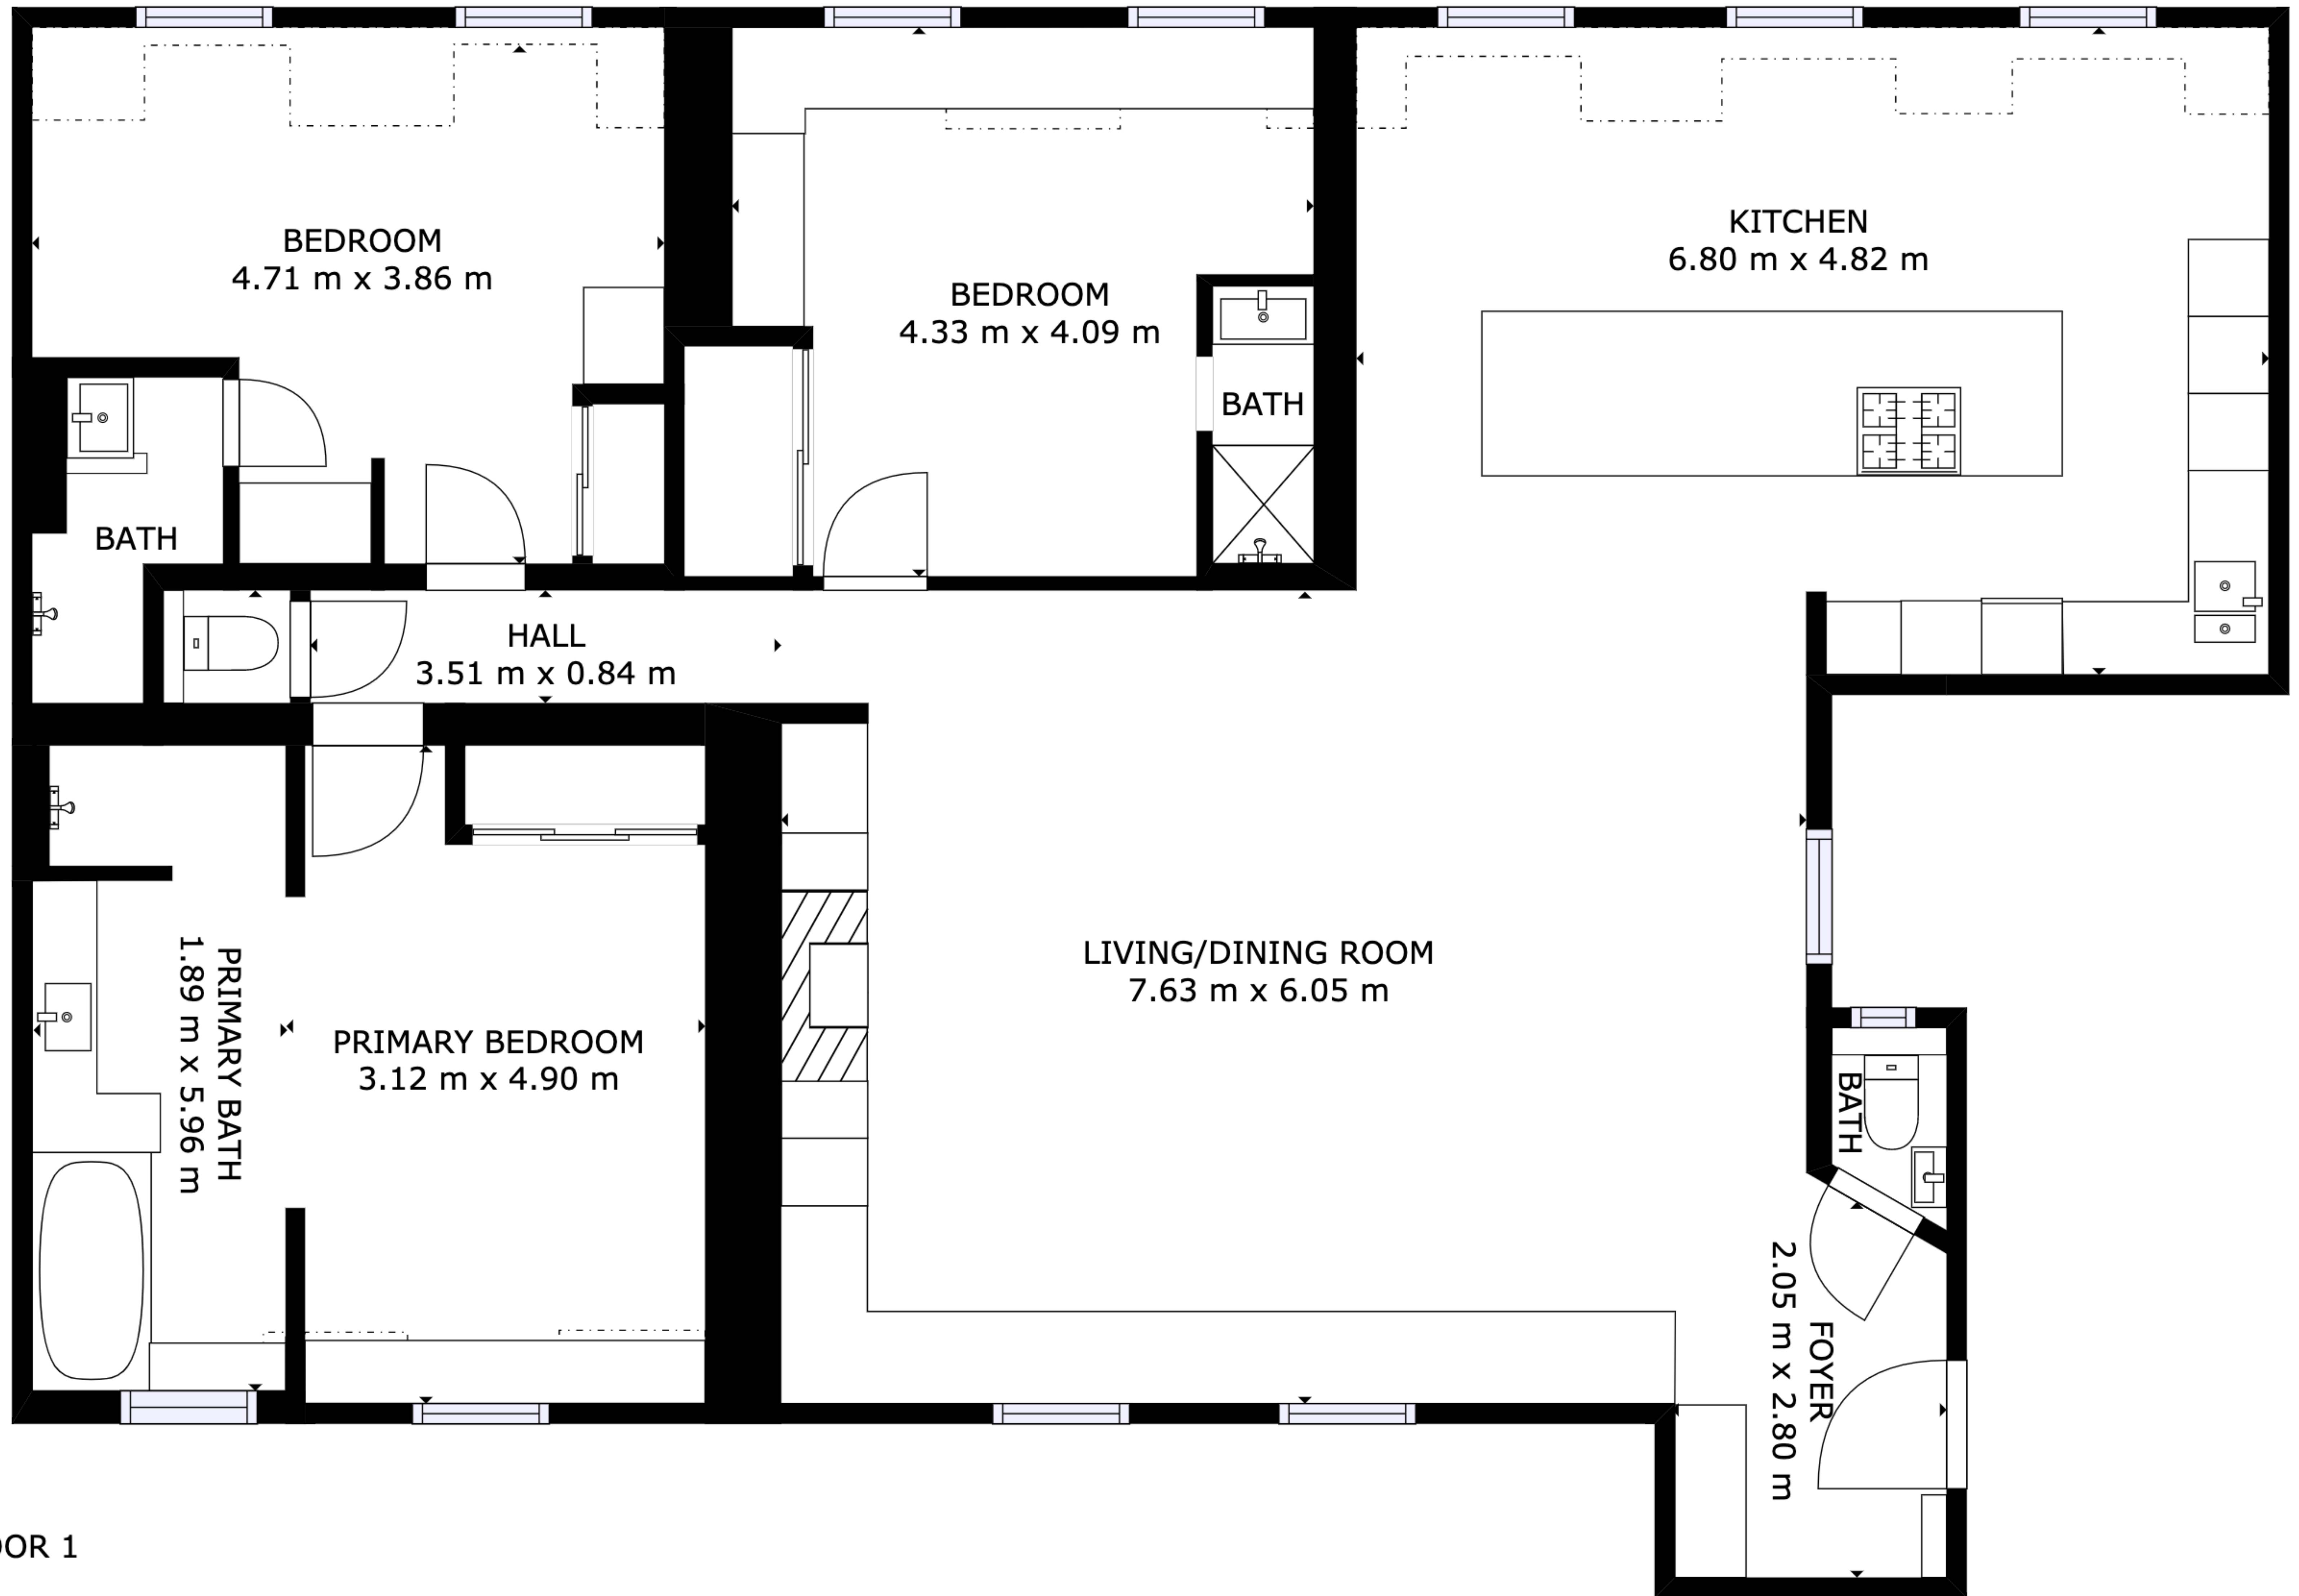 BEDROOM
4.71 m x 3.86 m
BEDROOM
4.33 m x 4.09 m
KITCHEN
6.80 m x 4.82 m
BATH
BATH
HALL
3.51 m x 0.84 m
PRIMARY BATH
1.89 m x 5.96 m
PRIMARY BEDROOM
3.12 m x 4.90 m
LIVING/DINING ROOM
7.63 m x 6.05 m
BATH
FOYER
2.05 m x 2.80 m
OOR 1